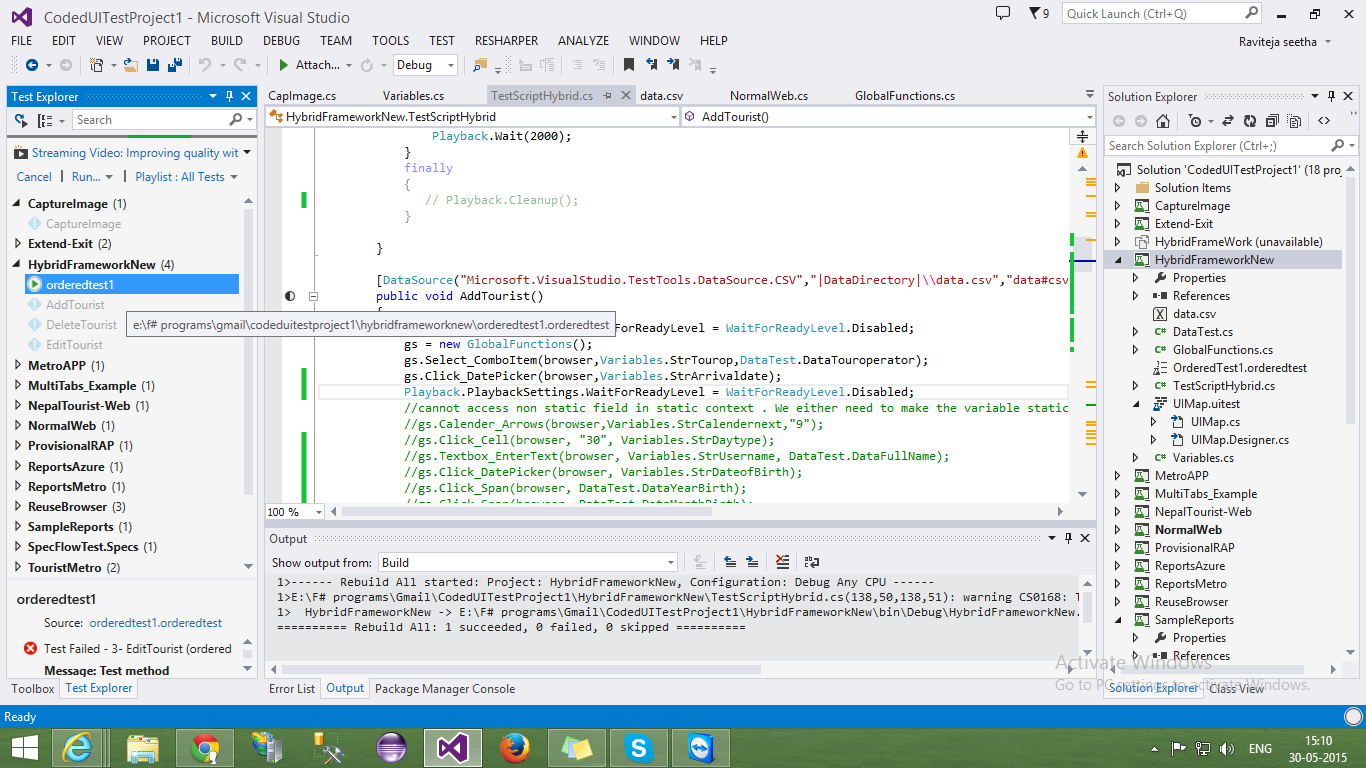 CodedUITestProject1 - Microsoft Visual Studio
9
Quick Launch (Ctrl+Q)
FILE EDIT VIEW PROJECT BUILD DEBUG TEAM TOOLS TEST RESHARPER ANALYZE WINDOW HELP
Raviteja seetha
Attach... Debug
Test Explorer
Search
Streaming Video: Improving quality wit
Cancel Run... Playlist : All Tests
CaptureImage (1)
CaptureImage
Extend-Exit (2)
HybridFrameworkNew (4)
orderedtest1
AddTourist
DeleteTourist
EditTourist
MetroAPP (1)
MultiTabs_Example (1)
NepalTourist-Web (1)
NormalWeb (1)
ProvisionalRAP (1)
ReportsAzure (1)
ReportsMetro (1)
ReuseBrowser (3)
SampleReports (1)
SpecFlowTest.Specs (1)
TouristMetro (2)
orderedtest1
Source: orderedtest1.orderedtest
Test Failed - 3- EditTourist (ordered
Message: Test method
Toolbox Test Explorer
CapImage.cs Variables.cs TestScriptHybrid.cs data.csv NormalWeb.cs GlobalFunctions.cs
HybridFrameworkNew.TestScriptHybrid AddTourist()
Playback.Wait(2000);
}
finally
{
// Playback.Cleanup();
}
}
[DataSource("Microsoft.VisualStudio.TestTools.DataSource.CSV","|DataDirectory|\\data.csv","data#csv
public void AddTourist()
{
e:\f# programs\gmail\codeduitestproject1\hybridframeworknew\orderedtest1.orderedtest
ForReadyLevel = WaitForReadyLevel.Disabled;
gs = new GlobalFunctions();
gs.Select_ComboItem(browser,Variables.StrTourop,DataTest.DataTouroperator);
gs.Click_DatePicker(browser,Variables.StrArrivaldate);
Playback.PlaybackSettings.WaitForReadyLevel = WaitForReadyLevel.Disabled;
//cannot access non static field in static context . We either need to make the variable static
//gs.Calender_Arrows(browser,Variables.StrCalendernext,"9");
//gs.Click_Cell(browser, "30", Variables.StrDaytype);
//gs.Textbox_EnterText(browser, Variables.StrUsername, DataTest.DataFullName);
//gs.Click_DatePicker(browser, Variables.StrDateofBirth);
//gs.Click_Span(browser, DataTest.DataYearBirth);
//gs.Click_Span(browser, DataTest.DataMonthBirth);
100 %
Output
Show output from: Build
1>------ Rebuild All started: Project: HybridFrameworkNew, Configuration: Debug Any CPU ------
1>E:\F# programs\Gmail\CodedUITestProject1\HybridFrameworkNew\TestScriptHybrid.cs(138,50,138,51): warning CS0168: T
1> HybridFrameworkNew -> E:\F# programs\Gmail\CodedUITestProject1\HybridFrameworkNew\bin\Debug\HybridFrameworkNew.
========== Rebuild All: 1 succeeded, 0 failed, 0 skipped ==========
Error List Output Package Manager Console
Solution Explorer
Search Solution Explorer (Ctrl+;)
Solution 'CodedUITestProject1' (18 proj
Solution Items
CaptureImage
Extend-Exit
HybridFrameWork (unavailable)
HybridFrameworkNew
Properties
References
data.csv
DataTest.cs
GlobalFunctions.cs
OrderedTest1.orderedtest
TestScriptHybrid.cs
UIMap.uitest
UIMap.cs
UIMap.Designer.cs
Variables.cs
MetroAPP
MultiTabs_Example
NepalTourist-Web
NormalWeb
ProvisionalRAP
ReportsAzure
ReportsMetro
ReuseBrowser
SampleReports
Properties
References
Activate Windows
Go to PC settings to activate Windows.
Solution Explorer Class View
Ready
ENG
15:10
30-05-2015